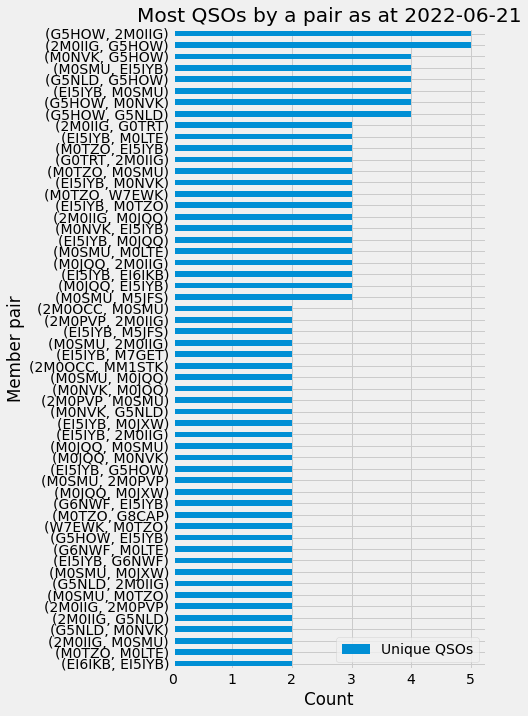 Most QSOs by a pair as at 2022-06-21
(G5HOW, 2M0IIG)
(2M0IIG, G5HOW)
(M0NVK, G5HOW)
(M0SMU, EI5IYB)
(G5NLD, G5HOW)
(EI5IYB, M0SMU)
(G5HOW, M0NVK)
(G5HOW, G5NLD)
(2M0IIG, G0TRT)
(EI5IYB, M0LTE)
(M0TZO, EI5IYB)
(G0TRT, 2M0IIG)
(M0TZO, M0SMU)
(EI5IYB, M0NVK)
(M0TZO, W7EWK)
(EI5IYB, M0TZO)
(2M0IIG, M0JQQ)
(M0NVK, EI5IYB)
(EI5IYB, M0JQQ)
(M0SMU, M0LTE)
(M0JQQ, 2M0IIG)
(EI5IYB, EI6IKB)
(M0JQQ, EI5IYB)
(M0SMU, M5JFS)
(2M0OCC, M0SMU)
(2M0PVP, 2M0IIG)
(EI5IYB, M5JFS)
(M0SMU, 2M0IIG)
(EI5IYB, M7GET)
(2M0OCC, MM1STK)
(M0SMU, M0JQQ)
(M0NVK, M0JQQ)
(2M0PVP, M0SMU)
(M0NVK, G5NLD)
(EI5IYB, M0JXW)
(EI5IYB, 2M0IIG)
(M0JQQ, M0SMU)
(M0JQQ, M0NVK)
(EI5IYB, G5HOW)
(M0SMU, 2M0PVP)
(M0JQQ, M0JXW)
(G6NWF, EI5IYB)
(M0TZO, G8CAP)
(W7EWK, M0TZO)
(G5HOW, EI5IYB)
(G6NWF, M0LTE)
(EI5IYB, G6NWF)
(M0SMU, M0JXW)
(G5NLD, 2M0IIG)
(M0SMU, M0TZO)
(2M0IIG, 2M0PVP)
(2M0IIG, G5NLD)
(G5NLD, M0NVK)
(2M0IIG, M0SMU)
(M0TZO, M0LTE)
(EI6IKB, EI5IYB)
Member pair
Unique QSOs
0 1 2 3 4 5
Count